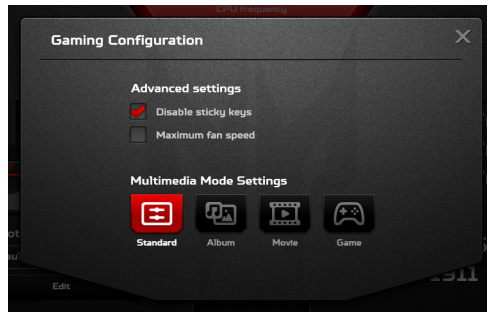 CPU frequency
Gaming Configuration
Advanced settings
Disable sticky keys
Maximum fan speed
Multimedia Mode Settings
Standard Album Movie Game
Edit